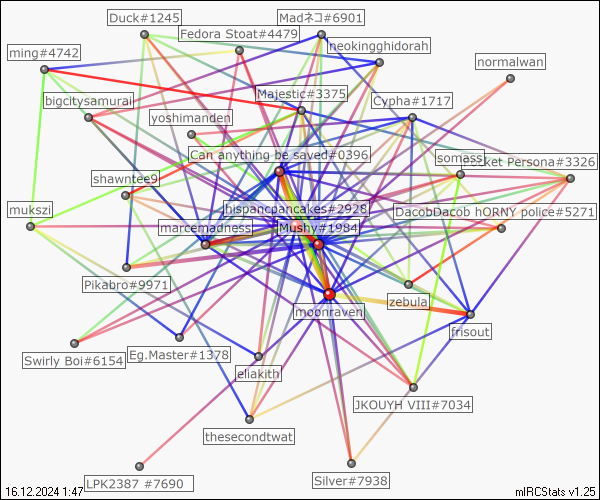 Duck#1245
Madネコ#6901
Fedora Stoat#4479
neokingghidorah
ming#4742
normalwan
bigcitysamurai
Majestic#3375
Cypha#1717
yoshimanden
Can anything be saved#0396
somass
cket Persona#3326
shawntee9
mukszi
hispancpancakes#2928
DacobDacob hORNY police#5271
marcemadness
Mushy#1984
Pikabro#9971
zebula
moonraven
frisout
Swirly Boi#6154
Eg.Master#1378
eliakith
JKOUYH VIII#7034
thesecondtwat
LPK2387 #7690
Silver#7938
16.12.2024 1:47
mIRCStats v1.25